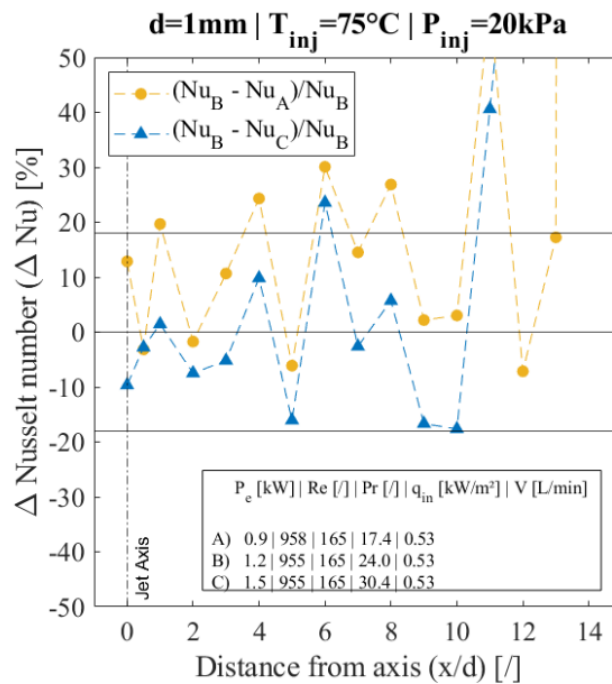 d=1mm | T_inj=75°C | P_inj=20kPa
(Nu_B - Nu_A)/Nu_B
(Nu_B - Nu_C)/Nu_B
Δ Nusselt number (Δ Nu) [%]
50
40
30
20
10
0
-10
-20
-30
-40
-50
Jet Axis
P_e [kW] | Re [/] | Pr [/] | q_in [kW/m²] | V [L/min]
A) 0.9 | 958 | 165 | 17.4 | 0.53
B) 1.2 | 955 | 165 | 24.0 | 0.53
C) 1.5 | 955 | 165 | 30.4 | 0.53
0 2 4 6 8 10 12 14
Distance from axis (x/d) [/]